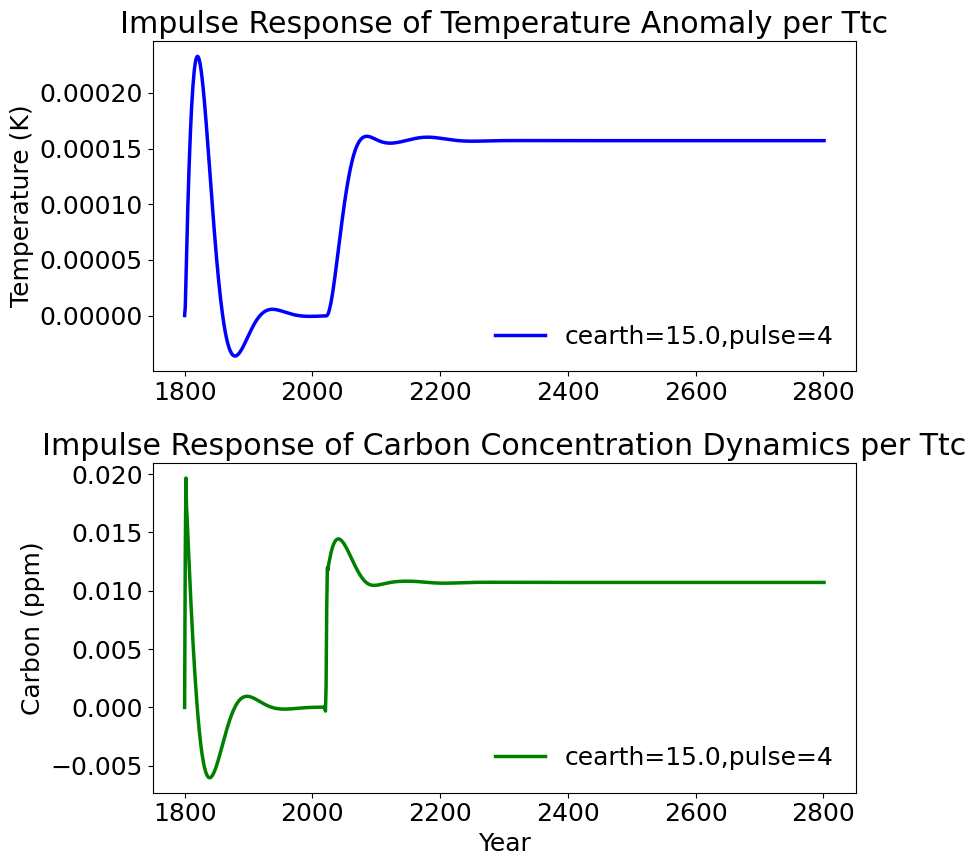 Impulse Response of Temperature Anomaly per Ttc
Temperature (K)
0.00020
0.00015
0.00010
0.00005
0.00000
cearth=15.0,pulse=4
1800 2000 2200 2400 2600 2800
Impulse Response of Carbon Concentration Dynamics per Ttc
Carbon (ppm)
0.020
0.015
0.010
0.005
0.000
−0.005
cearth=15.0,pulse=4
1800 2000 2200 2400 2600 2800
Year